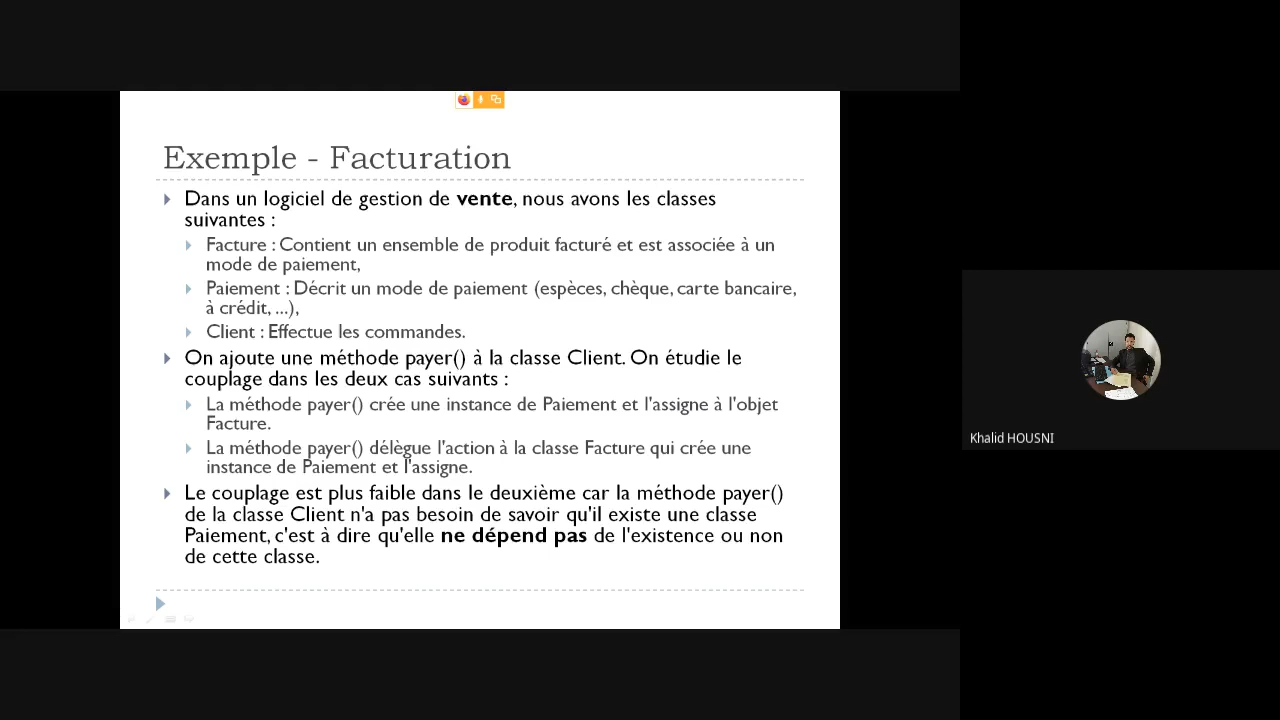 Exemple - Facturation
Dans un logiciel de gestion de vente, nous avons les classes
suivantes :
Facture : Contient un ensemble de produit facturé et est associée à un
mode de paiement,
Paiement : Décrit un mode de paiement (espèces, chèque, carte bancaire,
à crédit, ...),
Client : Effectue les commandes.
On ajoute une méthode payer() à la classe Client. On étudie le
couplage dans les deux cas suivants :
La méthode payer() crée une instance de Paiement et l'assigne à l'objet
Facture.
La méthode payer() délègue l'action à la classe Facture qui crée une
instance de Paiement et l'assigne.
Le couplage est plus faible dans le deuxième car la méthode payer()
de la classe Client n'a pas besoin de savoir qu'il existe une classe
Paiement, c'est à dire qu'elle ne dépend pas de l'existence ou non
de cette classe.
Khalid HOUSNI